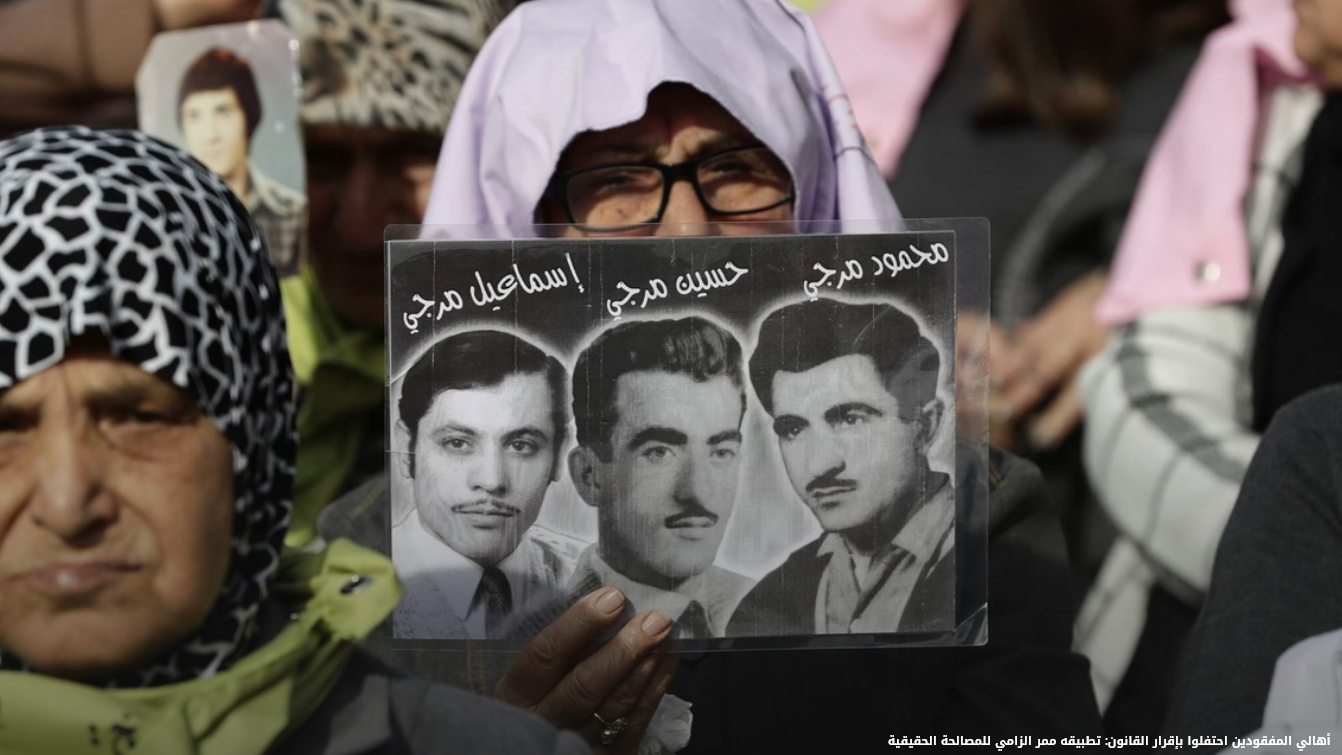 محمود مرجي
حسين مرجي
إسماعيل مرجي
أهالي المفقودين احتفلوا بإقرار القانون: تطبيقه ممر الزامي للمصالحة الحقيقية